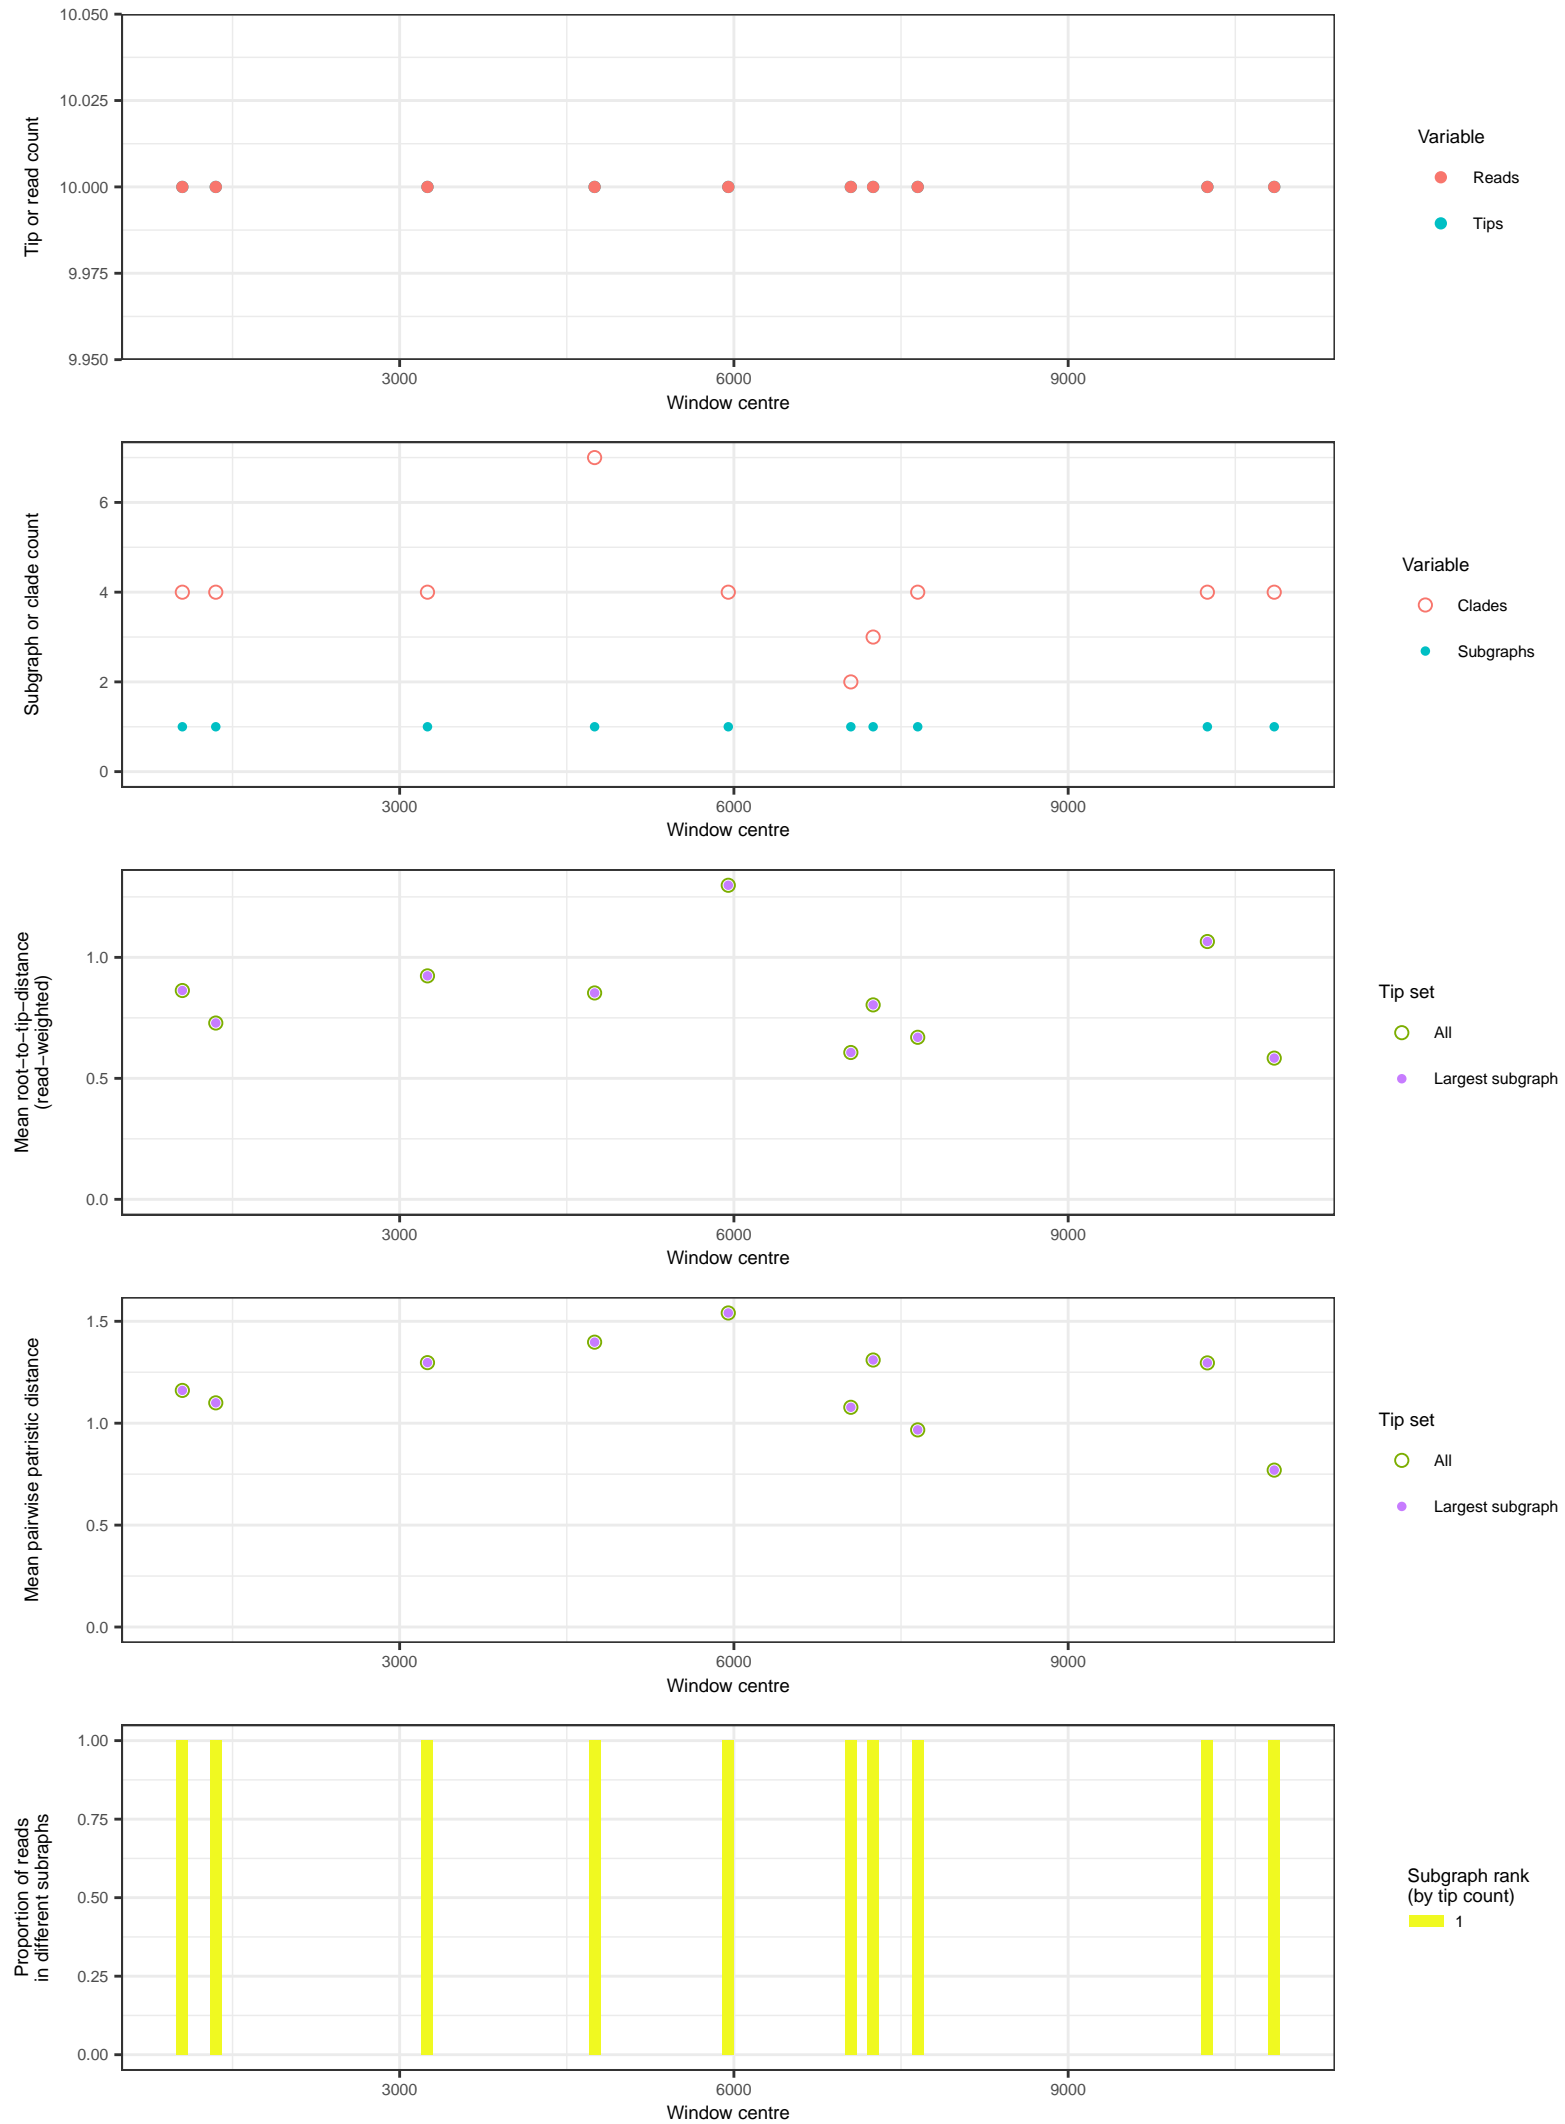 10.050
10.025
10.000
9.975
9.950
Tip or read count
3000
6000
9000
Window centre
Variable
Reads
Tips
6
4
2
0
Subgraph or clade count
3000
6000
9000
Window centre
Variable
Clades
Subgraphs
1.0
0.5
0.0
Mean root−to−tip−distance
(read−weighted)
3000
6000
9000
Window centre
Tip set
All
Largest subgraph
1.5
1.0
0.5
0.0
Mean pairwise patristic distance
3000
6000
9000
Window centre
Tip set
All
Largest subgraph
1.00
0.75
0.50
0.25
0.00
Proportion of reads
in different subraphs
3000
6000
9000
Window centre
Subgraph rank
(by tip count)
1